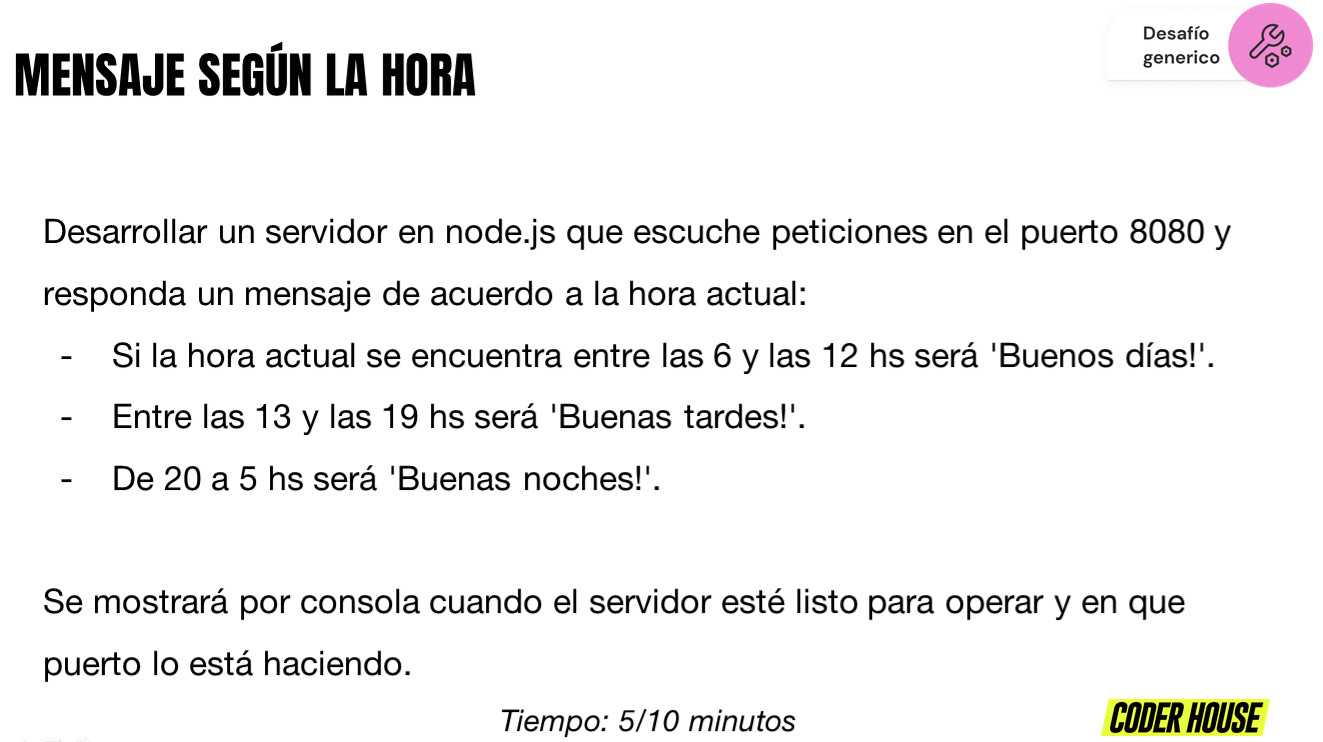 Desafío
generico
MENSAJE SEGÚN LA HORA
Desarrollar un servidor en node.js que escuche peticiones en el puerto 8080 y
responda un mensaje de acuerdo a la hora actual:
- Si la hora actual se encuentra entre las 6 y las 12 hs será 'Buenos días!'.
- Entre las 13 y las 19 hs será 'Buenas tardes!'.
- De 20 a 5 hs será 'Buenas noches!'.
Se mostrará por consola cuando el servidor esté listo para operar y en que
puerto lo está haciendo.
Tiempo: 5/10 minutos
CODER HOUSE